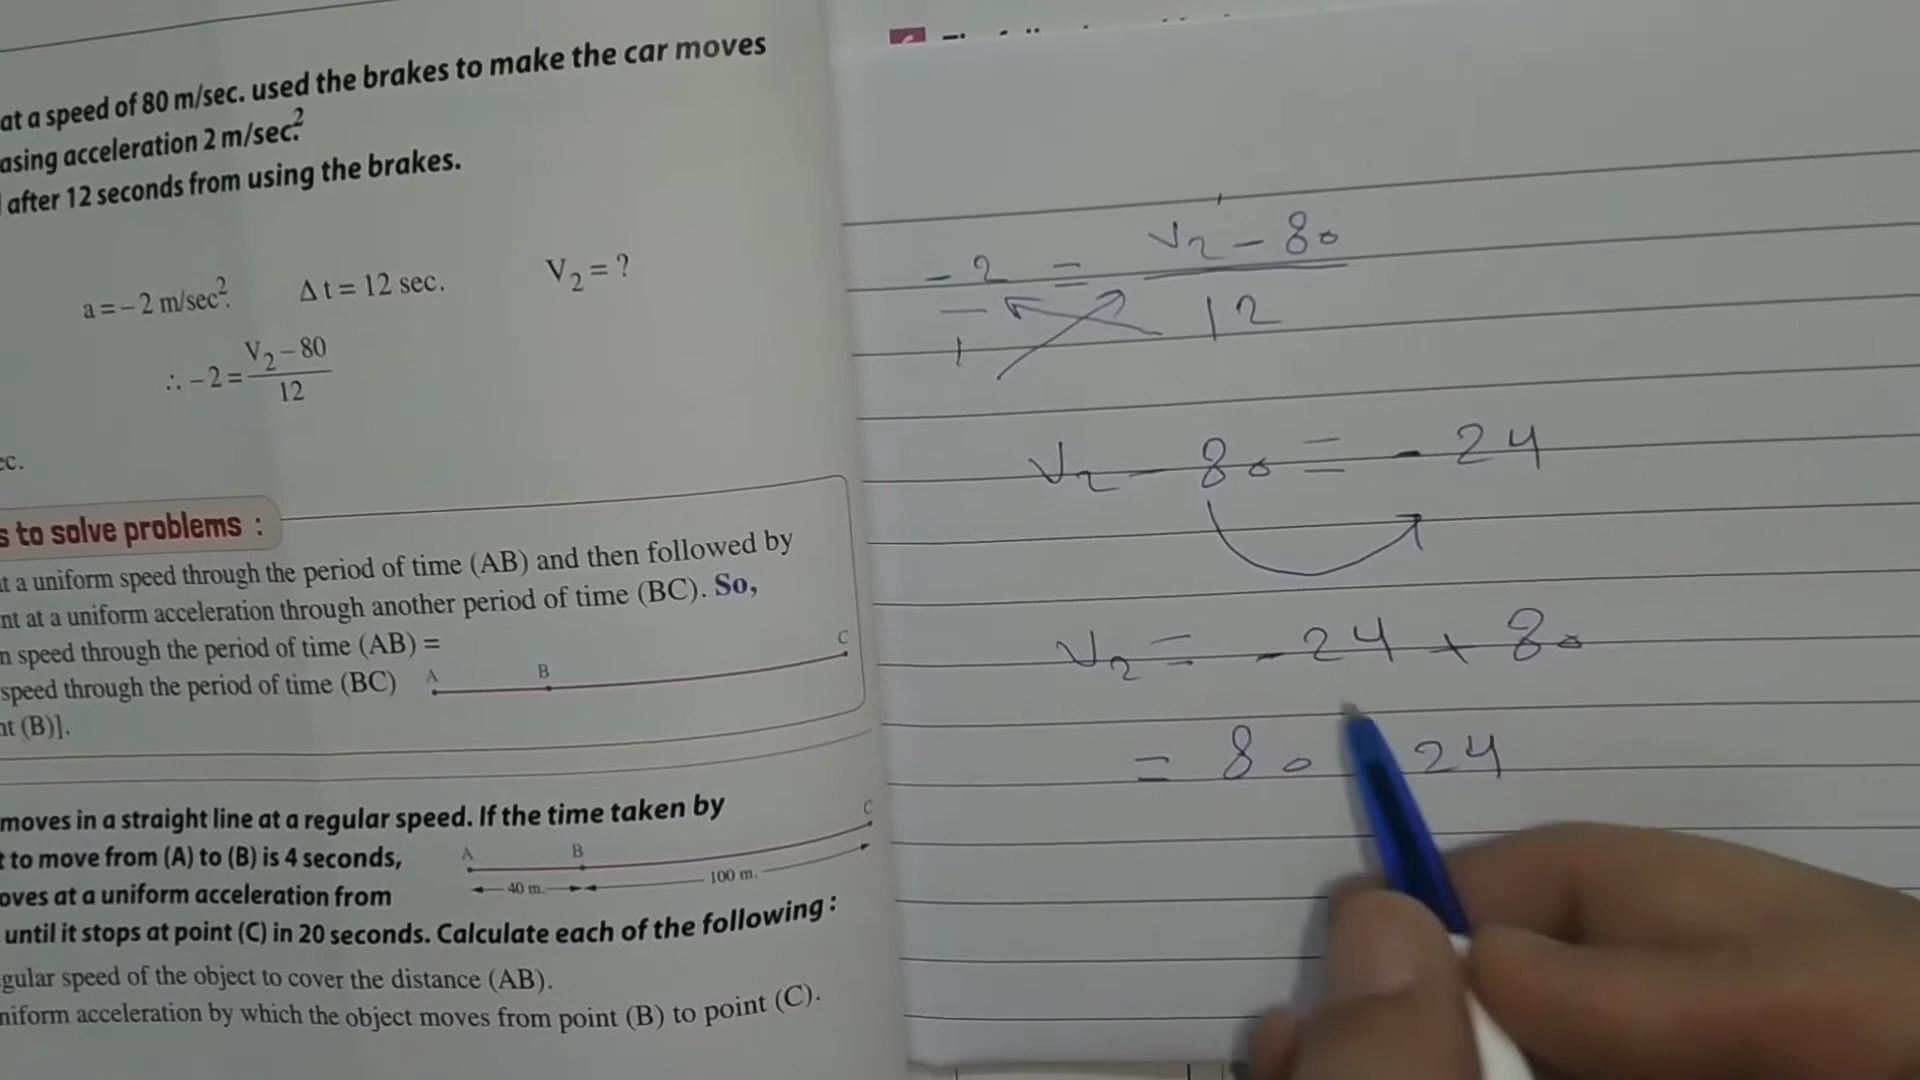 at a speed of 80 m/sec. used the brakes to make the car moves
asing acceleration 2 m/sec.²
after 12 seconds from using the brakes.
a = – 2 m/sec².
Δ t = 12 sec.
V₂ = ?
∴ – 2 = V₂ – 80 / 12
ec.
s to solve problems :
t a uniform speed through the period of time (AB) and then followed by
nt at a uniform acceleration through another period of time (BC). So,
n speed through the period of time (AB) =
speed through the period of time (BC)
nt (B)].
A B C
moves in a straight line at a regular speed. If the time taken by
t to move from (A) to (B) is 4 seconds,
oves at a uniform acceleration from
until it stops at point (C) in 20 seconds. Calculate each of the following :
A B C
40 m. 100 m.
gular speed of the object to cover the distance (AB).
niform acceleration by which the object moves from point (B) to point (C).
- 2 / 1 = V₂ - 80 / 12
V₂ - 80 = - 24
V₂ = - 24 + 80
= 80 24